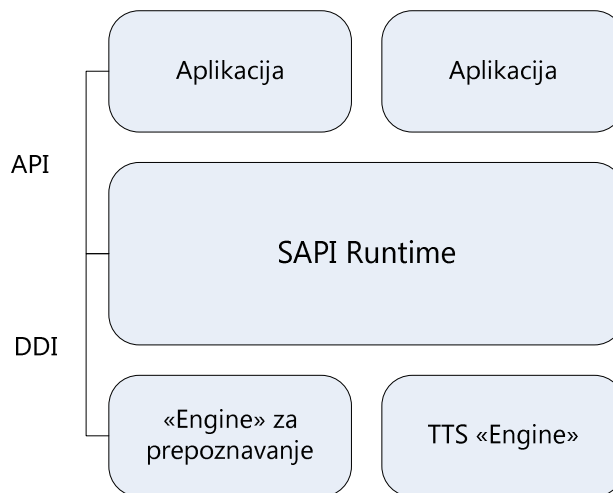 Aplikacija
Aplikacija
API
SAPI Runtime
DDI
«Engine» za
prepoznavanje
TTS «Engine»